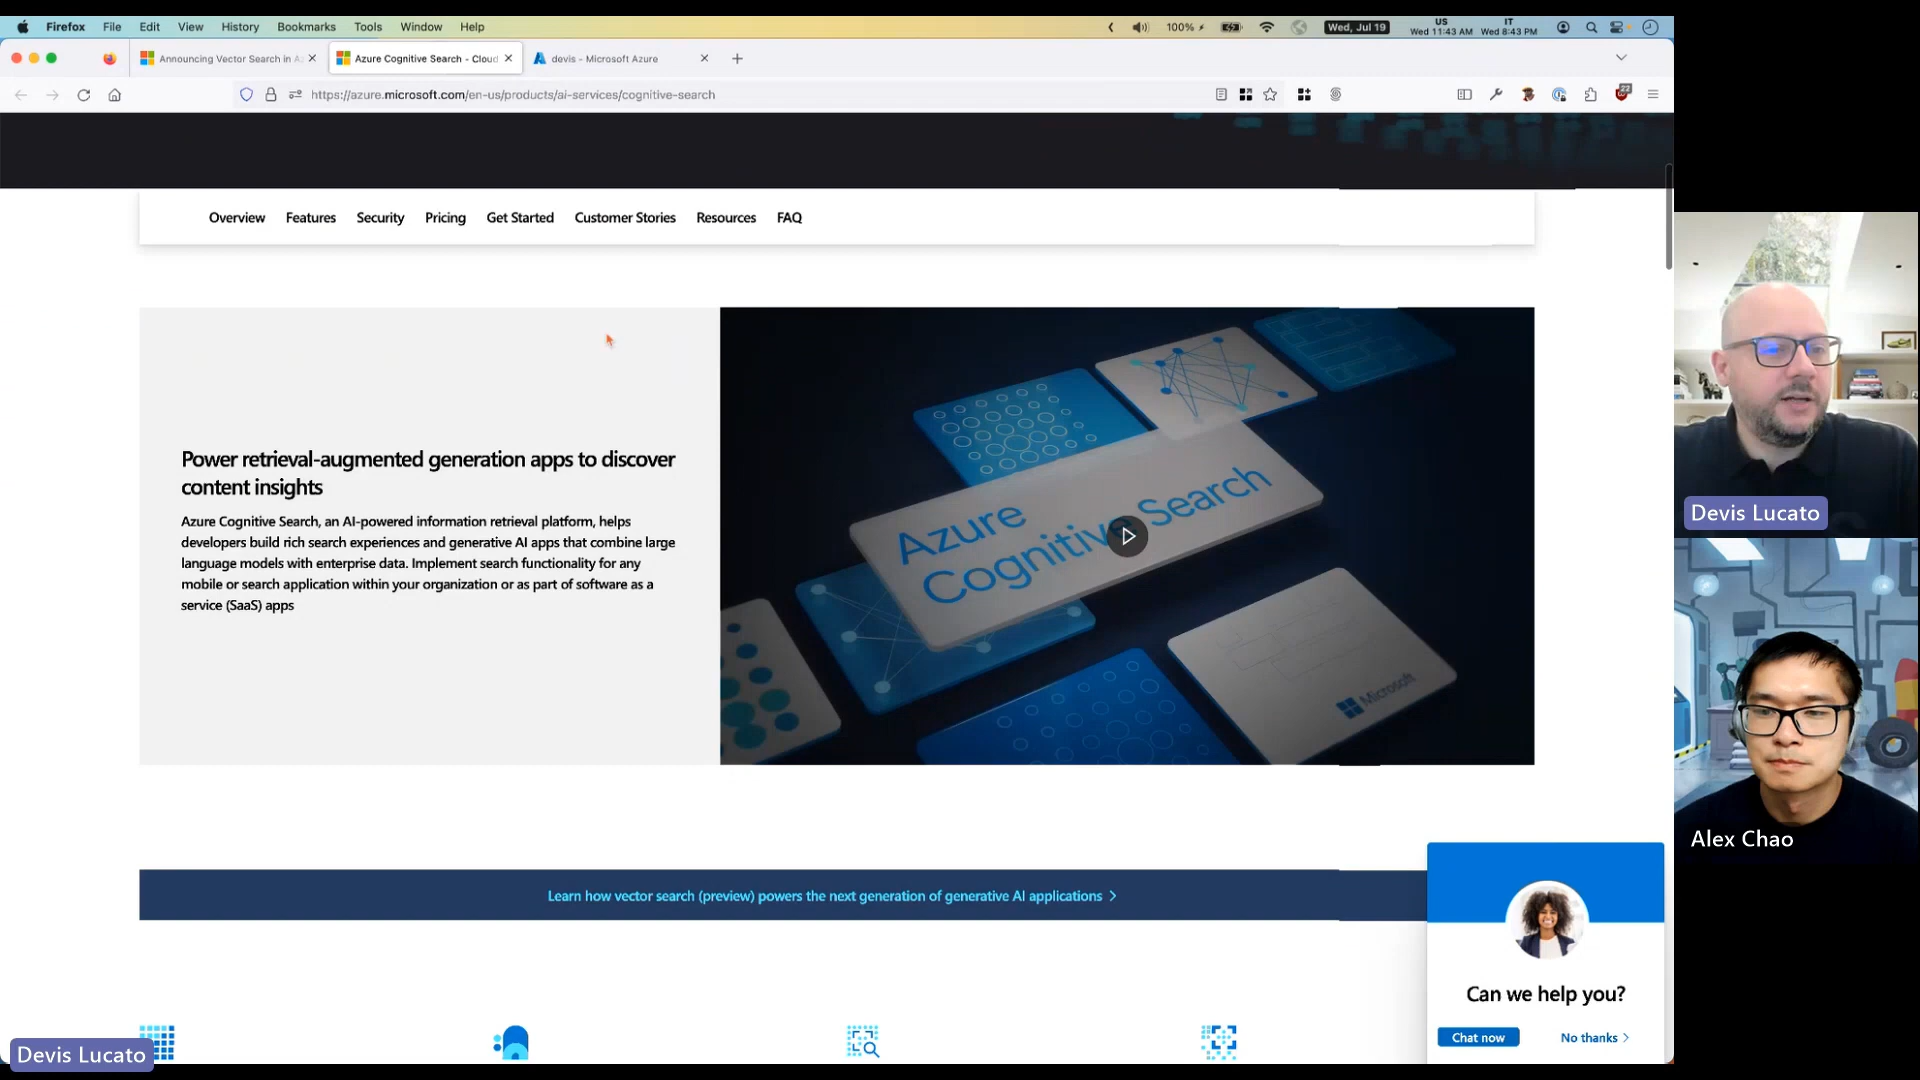 Firefox File Edit View History Bookmarks Tools Window Help
100%
Wed, Jul 19
US
Wed 11:43 AM
IT
Wed 8:43 PM
Announcing Vector Search in Az
Azure Cognitive Search - Cloud
devis - Microsoft Azure
https://azure.microsoft.com/en-us/products/ai-services/cognitive-search
22
Overview Features Security Pricing Get Started Customer Stories Resources FAQ
Power retrieval-augmented generation apps to discover
content insights
Azure Cognitive Search, an AI-powered information retrieval platform, helps
developers build rich search experiences and generative AI apps that combine large
language models with enterprise data. Implement search functionality for any
mobile or search application within your organization or as part of software as a
service (SaaS) apps
Azure
Cognitive Search
Microsoft
Learn how vector search (preview) powers the next generation of generative AI applications
Can we help you?
Chat now
No thanks
Devis Lucato
Devis Lucato
Alex Chao